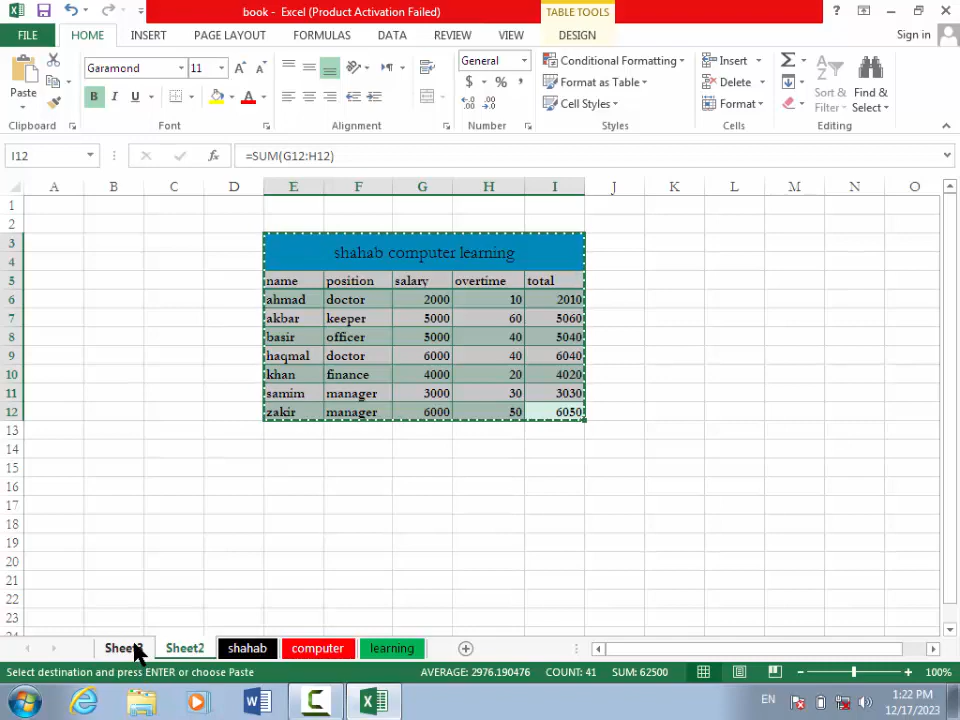 book - Excel (Product Activation Failed)
TABLE TOOLS
FILE HOME INSERT PAGE LAYOUT FORMULAS DATA REVIEW VIEW DESIGN Sign in
Paste
Garamond 11
General
Conditional Formatting
Format as Table
Cell Styles
Insert
Delete
Format
Sort & Filter
Find & Select
Clipboard Font Alignment Number Styles Cells Editing
I12 =SUM(G12:H12)
A B C D E F G H I J K L M N O
1
2
3
shahab computer learning
4
5 name position salary overtime total
6 ahmad doctor 2000 10 2010
7 akbar keeper 5000 60 5060
8 basir officer 5000 40 5040
9 haqmal doctor 6000 40 6040
10 khan finance 4000 20 4020
11 samim manager 3000 30 3030
12 zakir manager 6000 50 6050
13
14
15
16
17
18
19
20
21
22
23
Sheet2 shahab computer learning
Select destination and press ENTER or choose Paste AVERAGE: 2976.190476 COUNT: 41 SUM: 62500 100%
EN 1:22 PM
12/17/2023